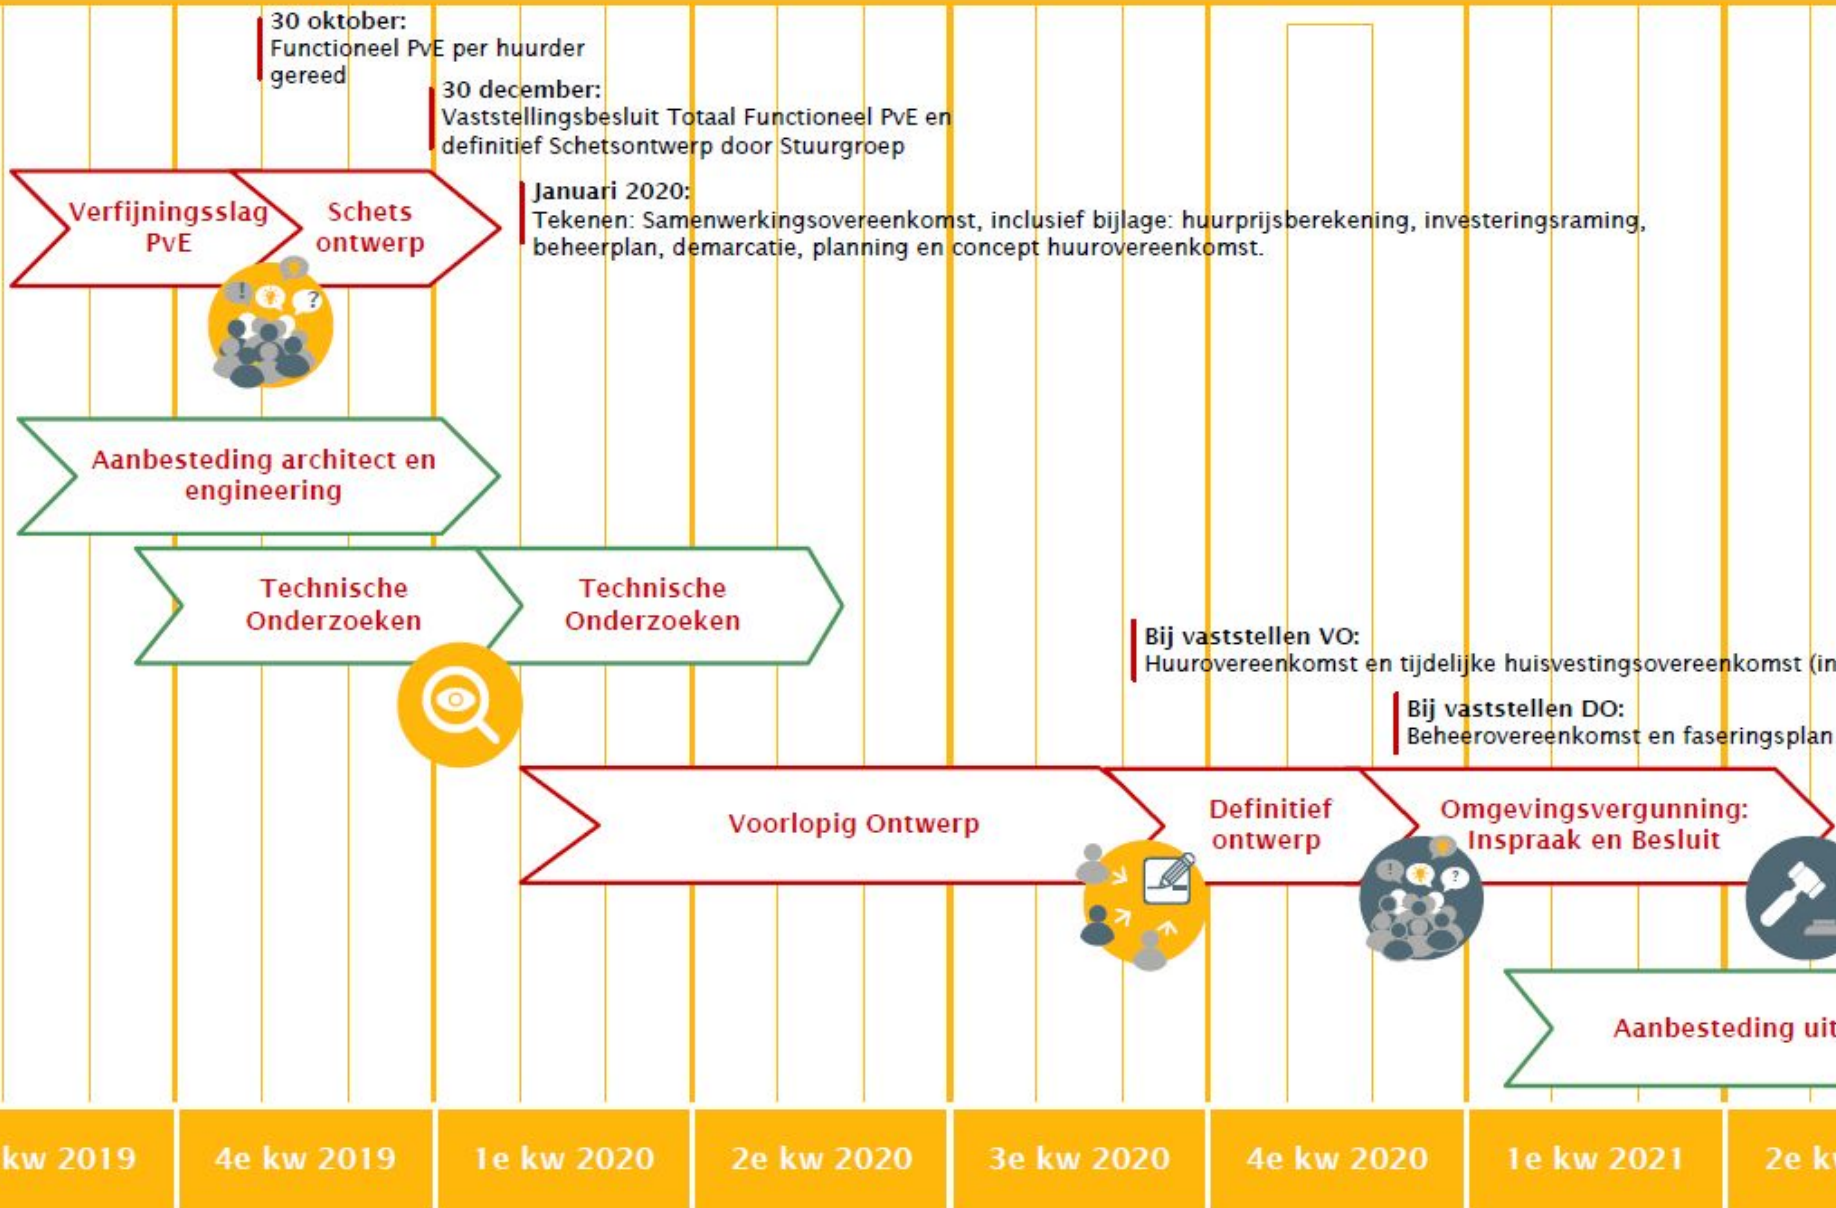 30 oktober:
Functioneel PvE per huurder
gereed
30 december:
Vaststellingsbesluit Totaal Functioneel PvE en
definitief Schetsontwerp door Stuurgroep
Januari 2020:
Tekenen: Samenwerkingsovereenkomst, inclusief bijlage: huurprijsberekening, investeringsraming,
beheerplan, demarcatie, planning en concept huurovereenkomst.
Verfijningsslag
PvE
Schets
ontwerp
! ?
Aanbesteding architect en
engineering
Technische
Onderzoeken
Technische
Onderzoeken
Bij vaststellen VO:
Huurovereenkomst en tijdelijke huisvestingsovereenkomst (in
Bij vaststellen DO:
Beheerovereenkomst en faseringsplan
Voorlopig Ontwerp
Definitief
ontwerp
Omgevingsvergunning:
Inspraak en Besluit
! ?
Aanbesteding uit
kw 2019
4e kw 2019
1e kw 2020
2e kw 2020
3e kw 2020
4e kw 2020
1e kw 2021
2e k